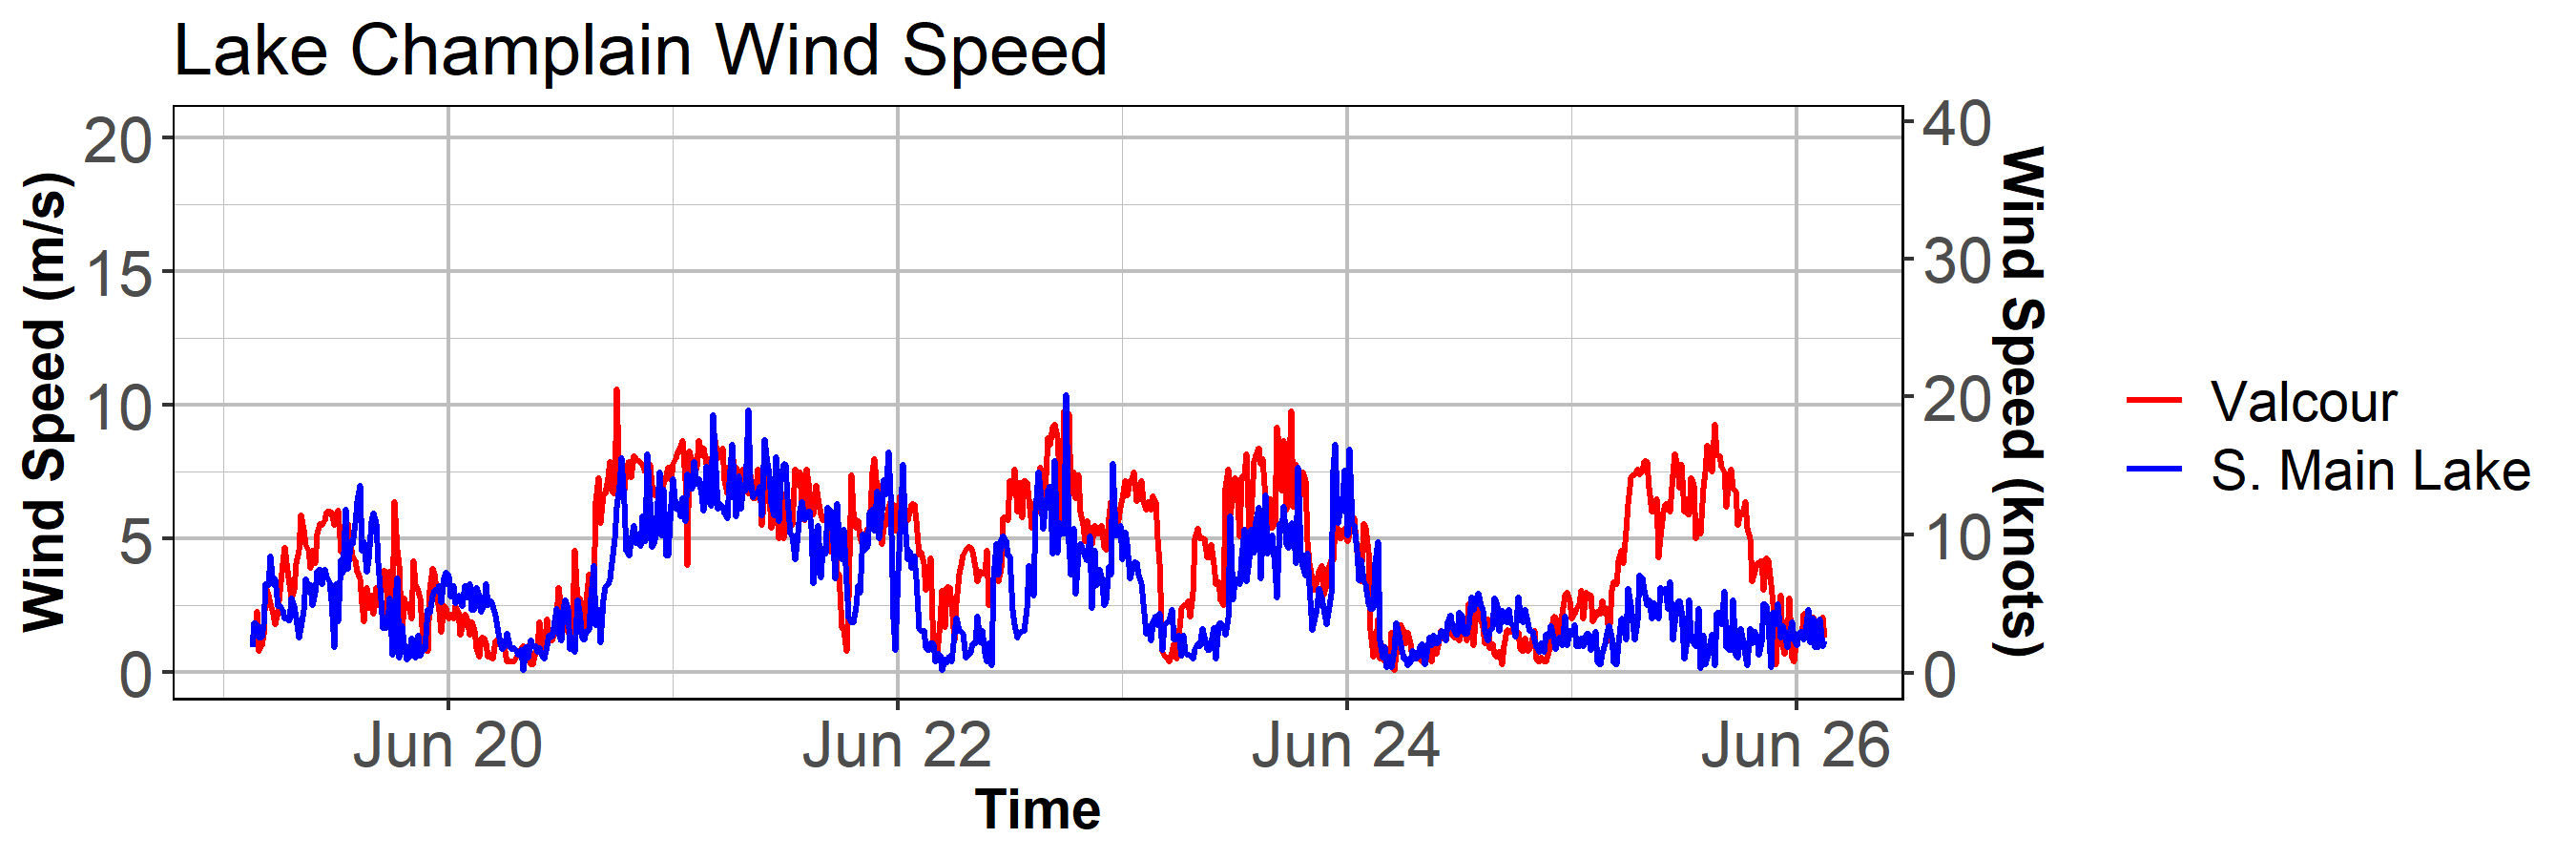 Lake Champlain Wind Speed
Wind Speed (m/s)
20
15
10
5
0
40
30
20
10
0
Wind Speed (knots)
Jun 20
Jun 22
Jun 24
Jun 26
Time
Valcour
S. Main Lake